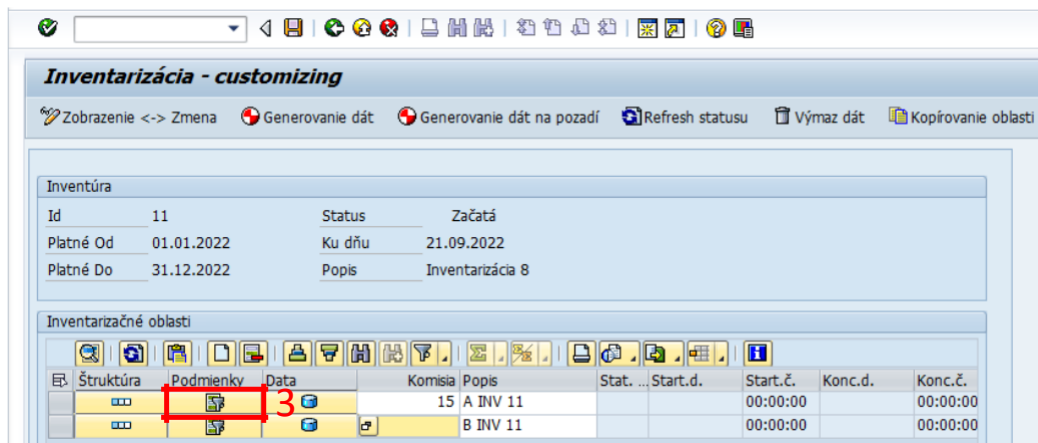 Inventarizácia - customizing
Zobrazenie <-> Zmena Generovanie dát Generovanie dát na pozadí Refresh statusu Výmaz dát Kopírovanie oblasti
Inventúra
Id 11 Status Začatá
Platné Od 01.01.2022 Ku dňu 21.09.2022
Platné Do 31.12.2022 Popis Inventarizácia 8
Inventarizačné oblasti
Štruktúra Podmienky Data Komisia Popis Stat. ... Start.d. Start.č. Konc.d. Konc.č.
3 15 A INV 11 00:00:00 00:00:00
B INV 11 00:00:00 00:00:00